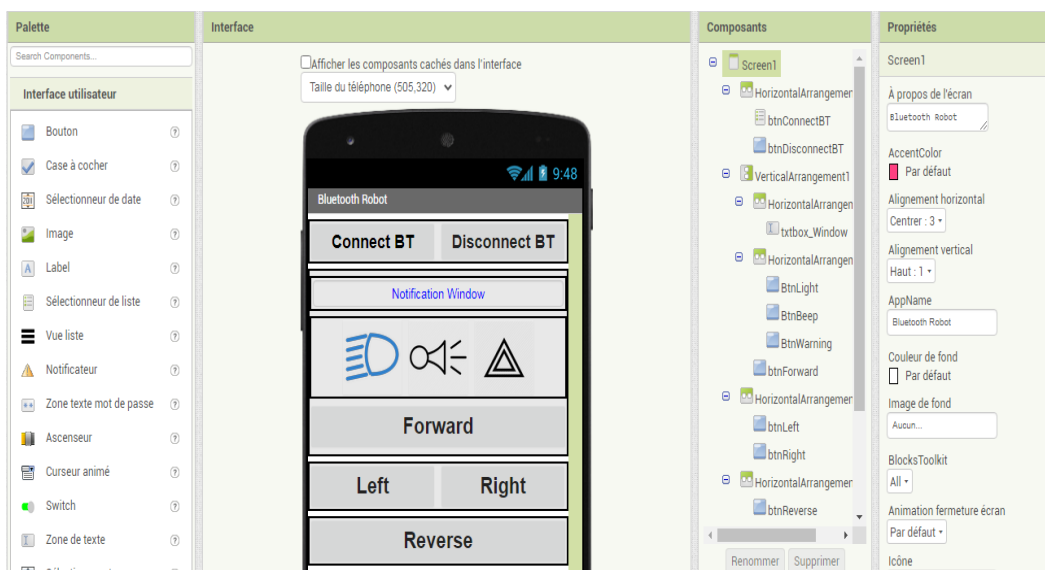 Palette
Search Components...
Interface utilisateur
Bouton
Case à cocher
Sélectionneur de date
Image
Label
Sélectionneur de liste
Vue liste
Notificateur
Zone texte mot de passe
Ascenseur
Curseur animé
Switch
Zone de texte
Interface
Afficher les composants cachés dans l'interface
Taille du téléphone (505,320)
9:48
Bluetooth Robot
Connect BT Disconnect BT
Notification Window
Forward
Left Right
Reverse
Composants
Screen1
HorizontalArrangemer
btnConnectBT
btnDisconnectBT
VerticalArrangement1
HorizontalArrangen
txtbox_Window
HorizontalArrangen
BtnLight
BtnBeep
BtnWarning
btnForward
HorizontalArrangemer
btnLeft
btnRight
HorizontalArrangemer
btnReverse
Renommer Supprimer
Propriétés
Screen1
À propos de l'écran
Bluetooth Robot
AccentColor
Par défaut
Alignement horizontal
Centrer : 3
Alignement vertical
Haut : 1
AppName
Bluetooth Robot
Couleur de fond
Par défaut
Image de fond
Aucun...
BlocksToolkit
All
Animation fermeture écran
Par défaut
Icône